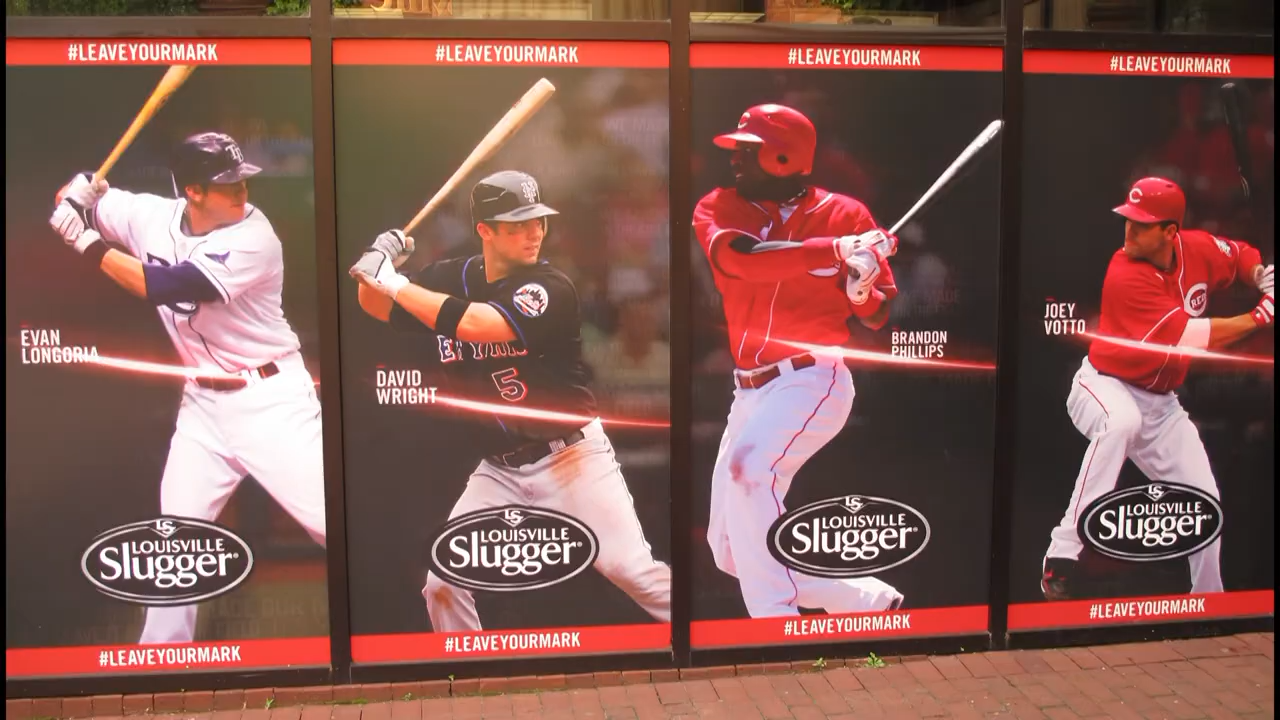 #LEAVEYOURMARK
EVAN
LONGORIA
LS
LOUISVILLE
Slugger®
#LEAVEYOURMARK
#LEAVEYOURMARK
5
DAVID
WRIGHT
LS
LOUISVILLE
Slugger®
#LEAVEYOURMARK
#LEAVEYOURMARK
C
BRANDON
PHILLIPS
LS
LOUISVILLE
Slugger®
#LEAVEYOURMARK
#LEAVEYOURMARK
C
REDS
JOEY
VOTTO
LS
LOUISVILLE
Slugger®
#LEAVEYOURMARK